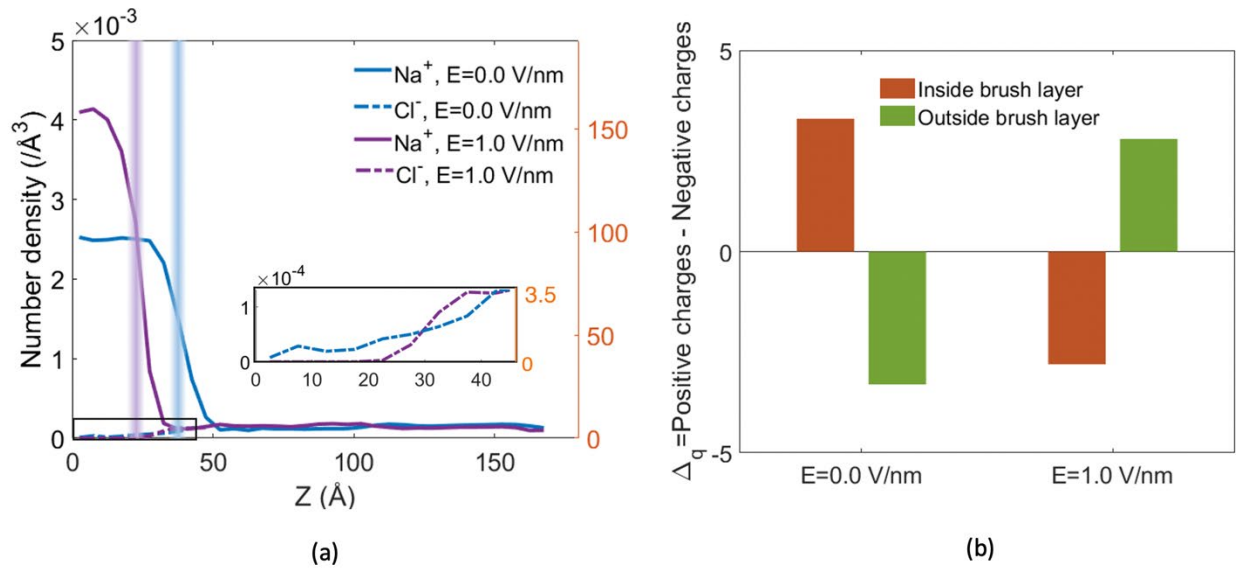 ×10⁻³
5
4
3
2
1
0
Number density (/Å³)
150
100
50
0
Na⁺, E=0.0 V/nm
Cl⁻, E=0.0 V/nm
Na⁺, E=1.0 V/nm
Cl⁻, E=1.0 V/nm
×10⁻⁴
1
0
3.5
0
0 10 20 30 40
0 50 100 150
Z (Å)
(a)
5
0
-5
Δq =Positive charges - Negative charges
Inside brush layer
Outside brush layer
E=0.0 V/nm E=1.0 V/nm
(b)